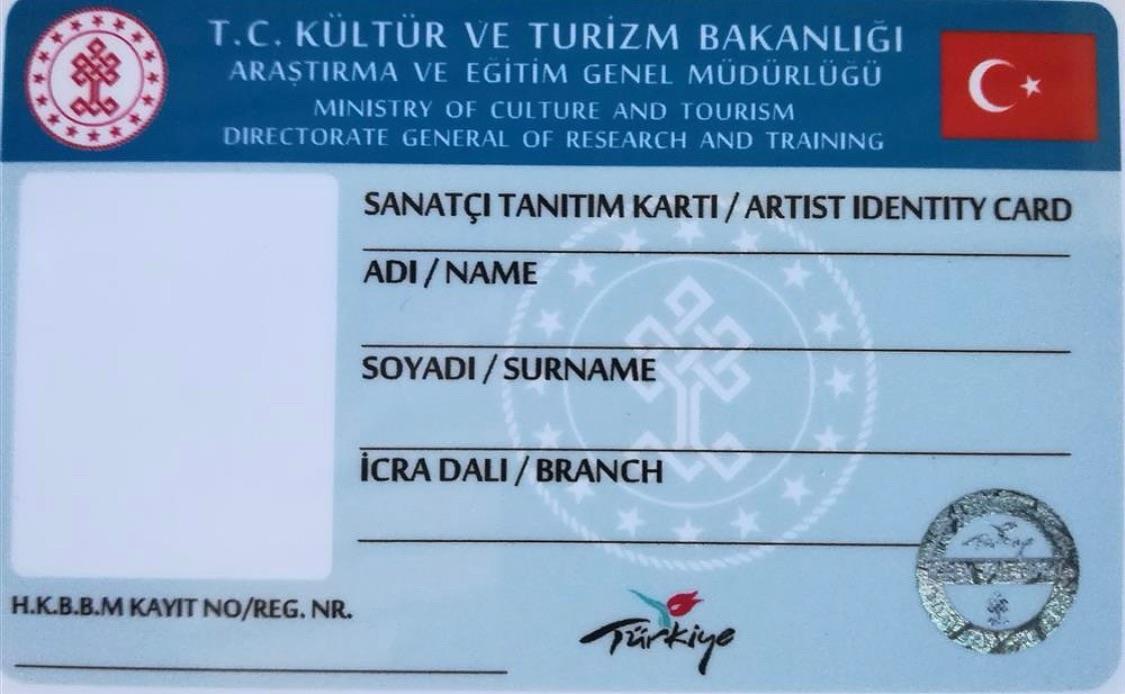 T.C. KÜLTÜR VE TURİZM BAKANLIĞI
ARAŞTIRMA VE EĞİTİM GENEL MÜDÜRLÜĞÜ
MINISTRY OF CULTURE AND TOURISM
DIRECTORATE GENERAL OF RESEARCH AND TRAINING
SANATÇI TANITIM KARTI / ARTIST IDENTITY CARD
ADI / NAME
SOYADI / SURNAME
İCRA DALI / BRANCH
H.K.B.B.M KAYIT NO/REG. NR.
Türkiye
Türkiye